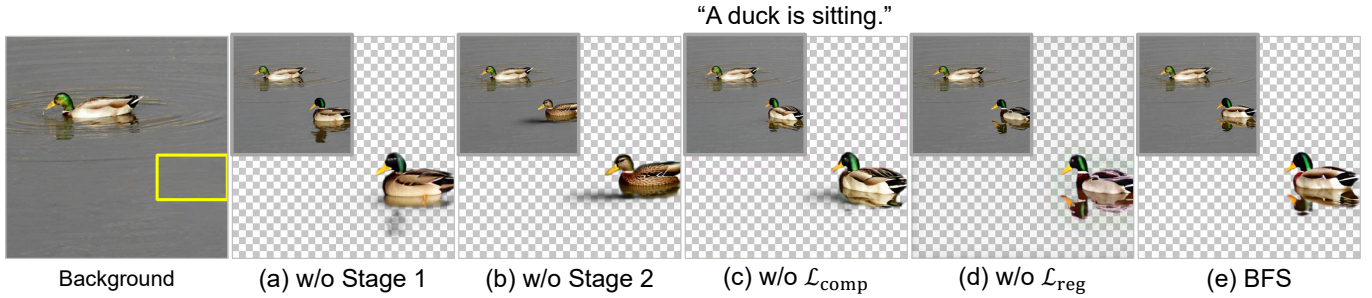 “A duck is sitting.”
Background
(a) w/o Stage 1
(b) w/o Stage 2
(c) w/o ℒcomp
(d) w/o ℒreg
(e) BFS